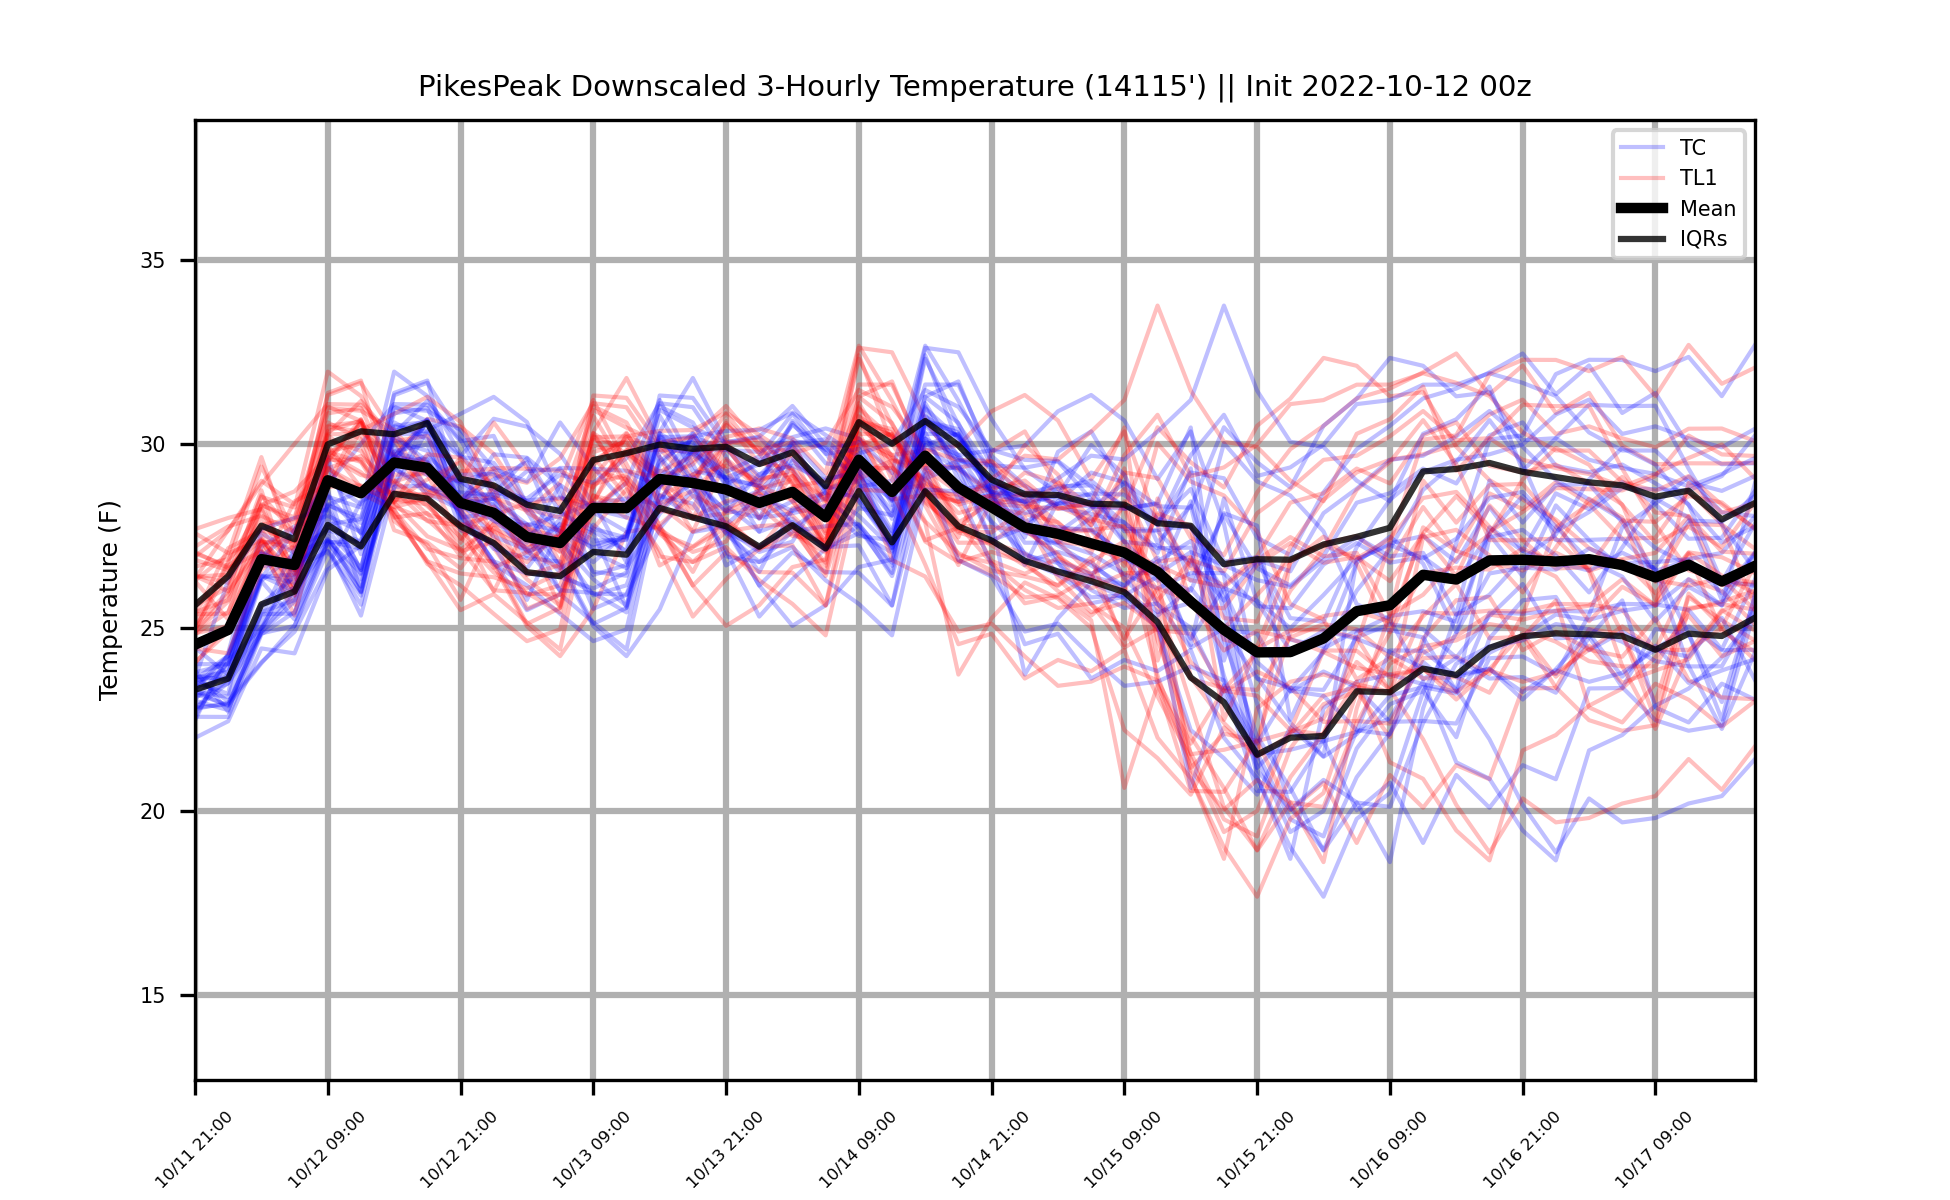 PikesPeak Downscaled 3-Hourly Temperature (14115') || Init 2022-10-12 00z
TC
TL1
Mean
IQRs
Temperature (F)
35
30
25
20
15
10/11 21:00
10/12 09:00
10/12 21:00
10/13 09:00
10/13 21:00
10/14 09:00
10/14 21:00
10/15 09:00
10/15 21:00
10/16 09:00
10/16 21:00
10/17 09:00